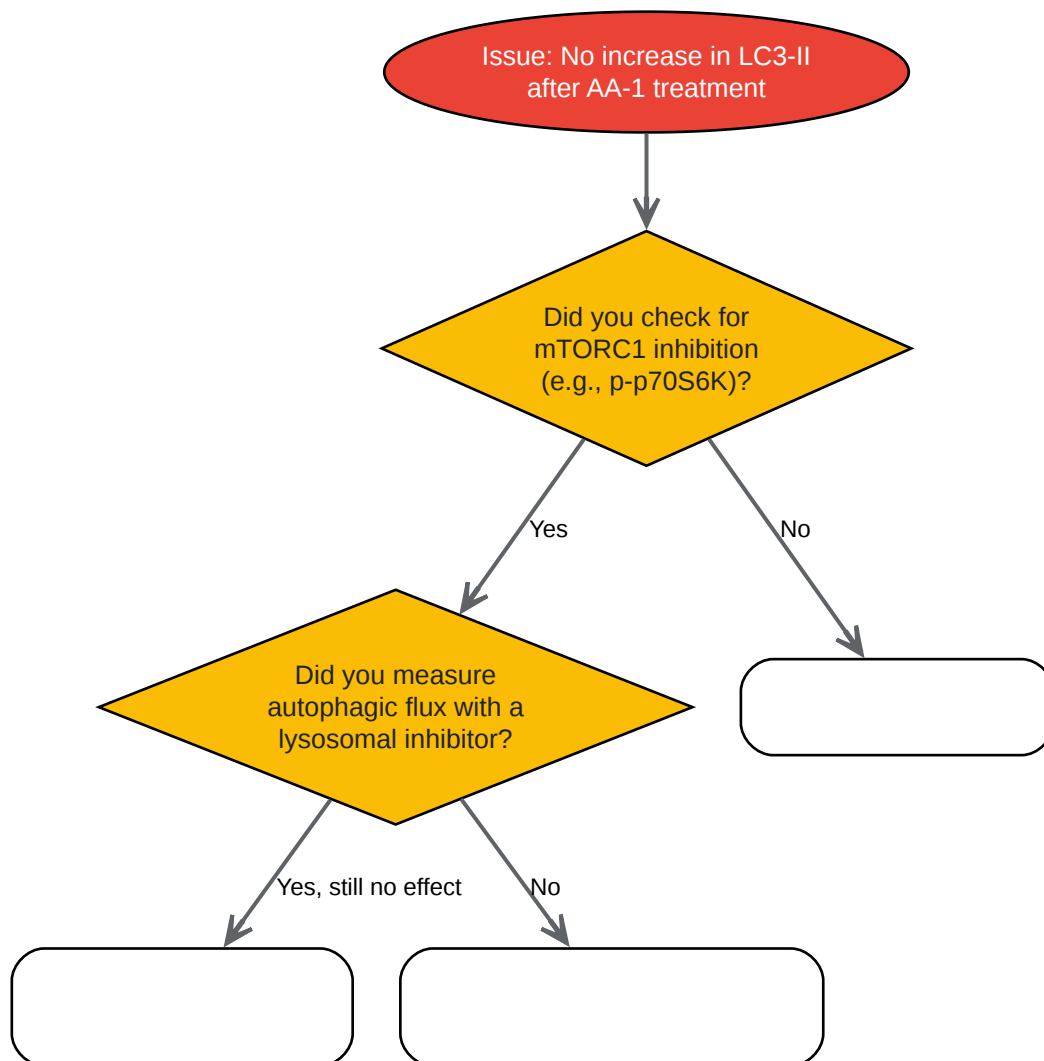 Issue: No increase in LC3-II
after AA-1 treatment
Did you check for
mTORC1 inhibition
(e.g., p-p70S6K)?
Yes
No
Did you measure
autophagic flux with a
lysosomal inhibitor?
Yes, still no effect
No